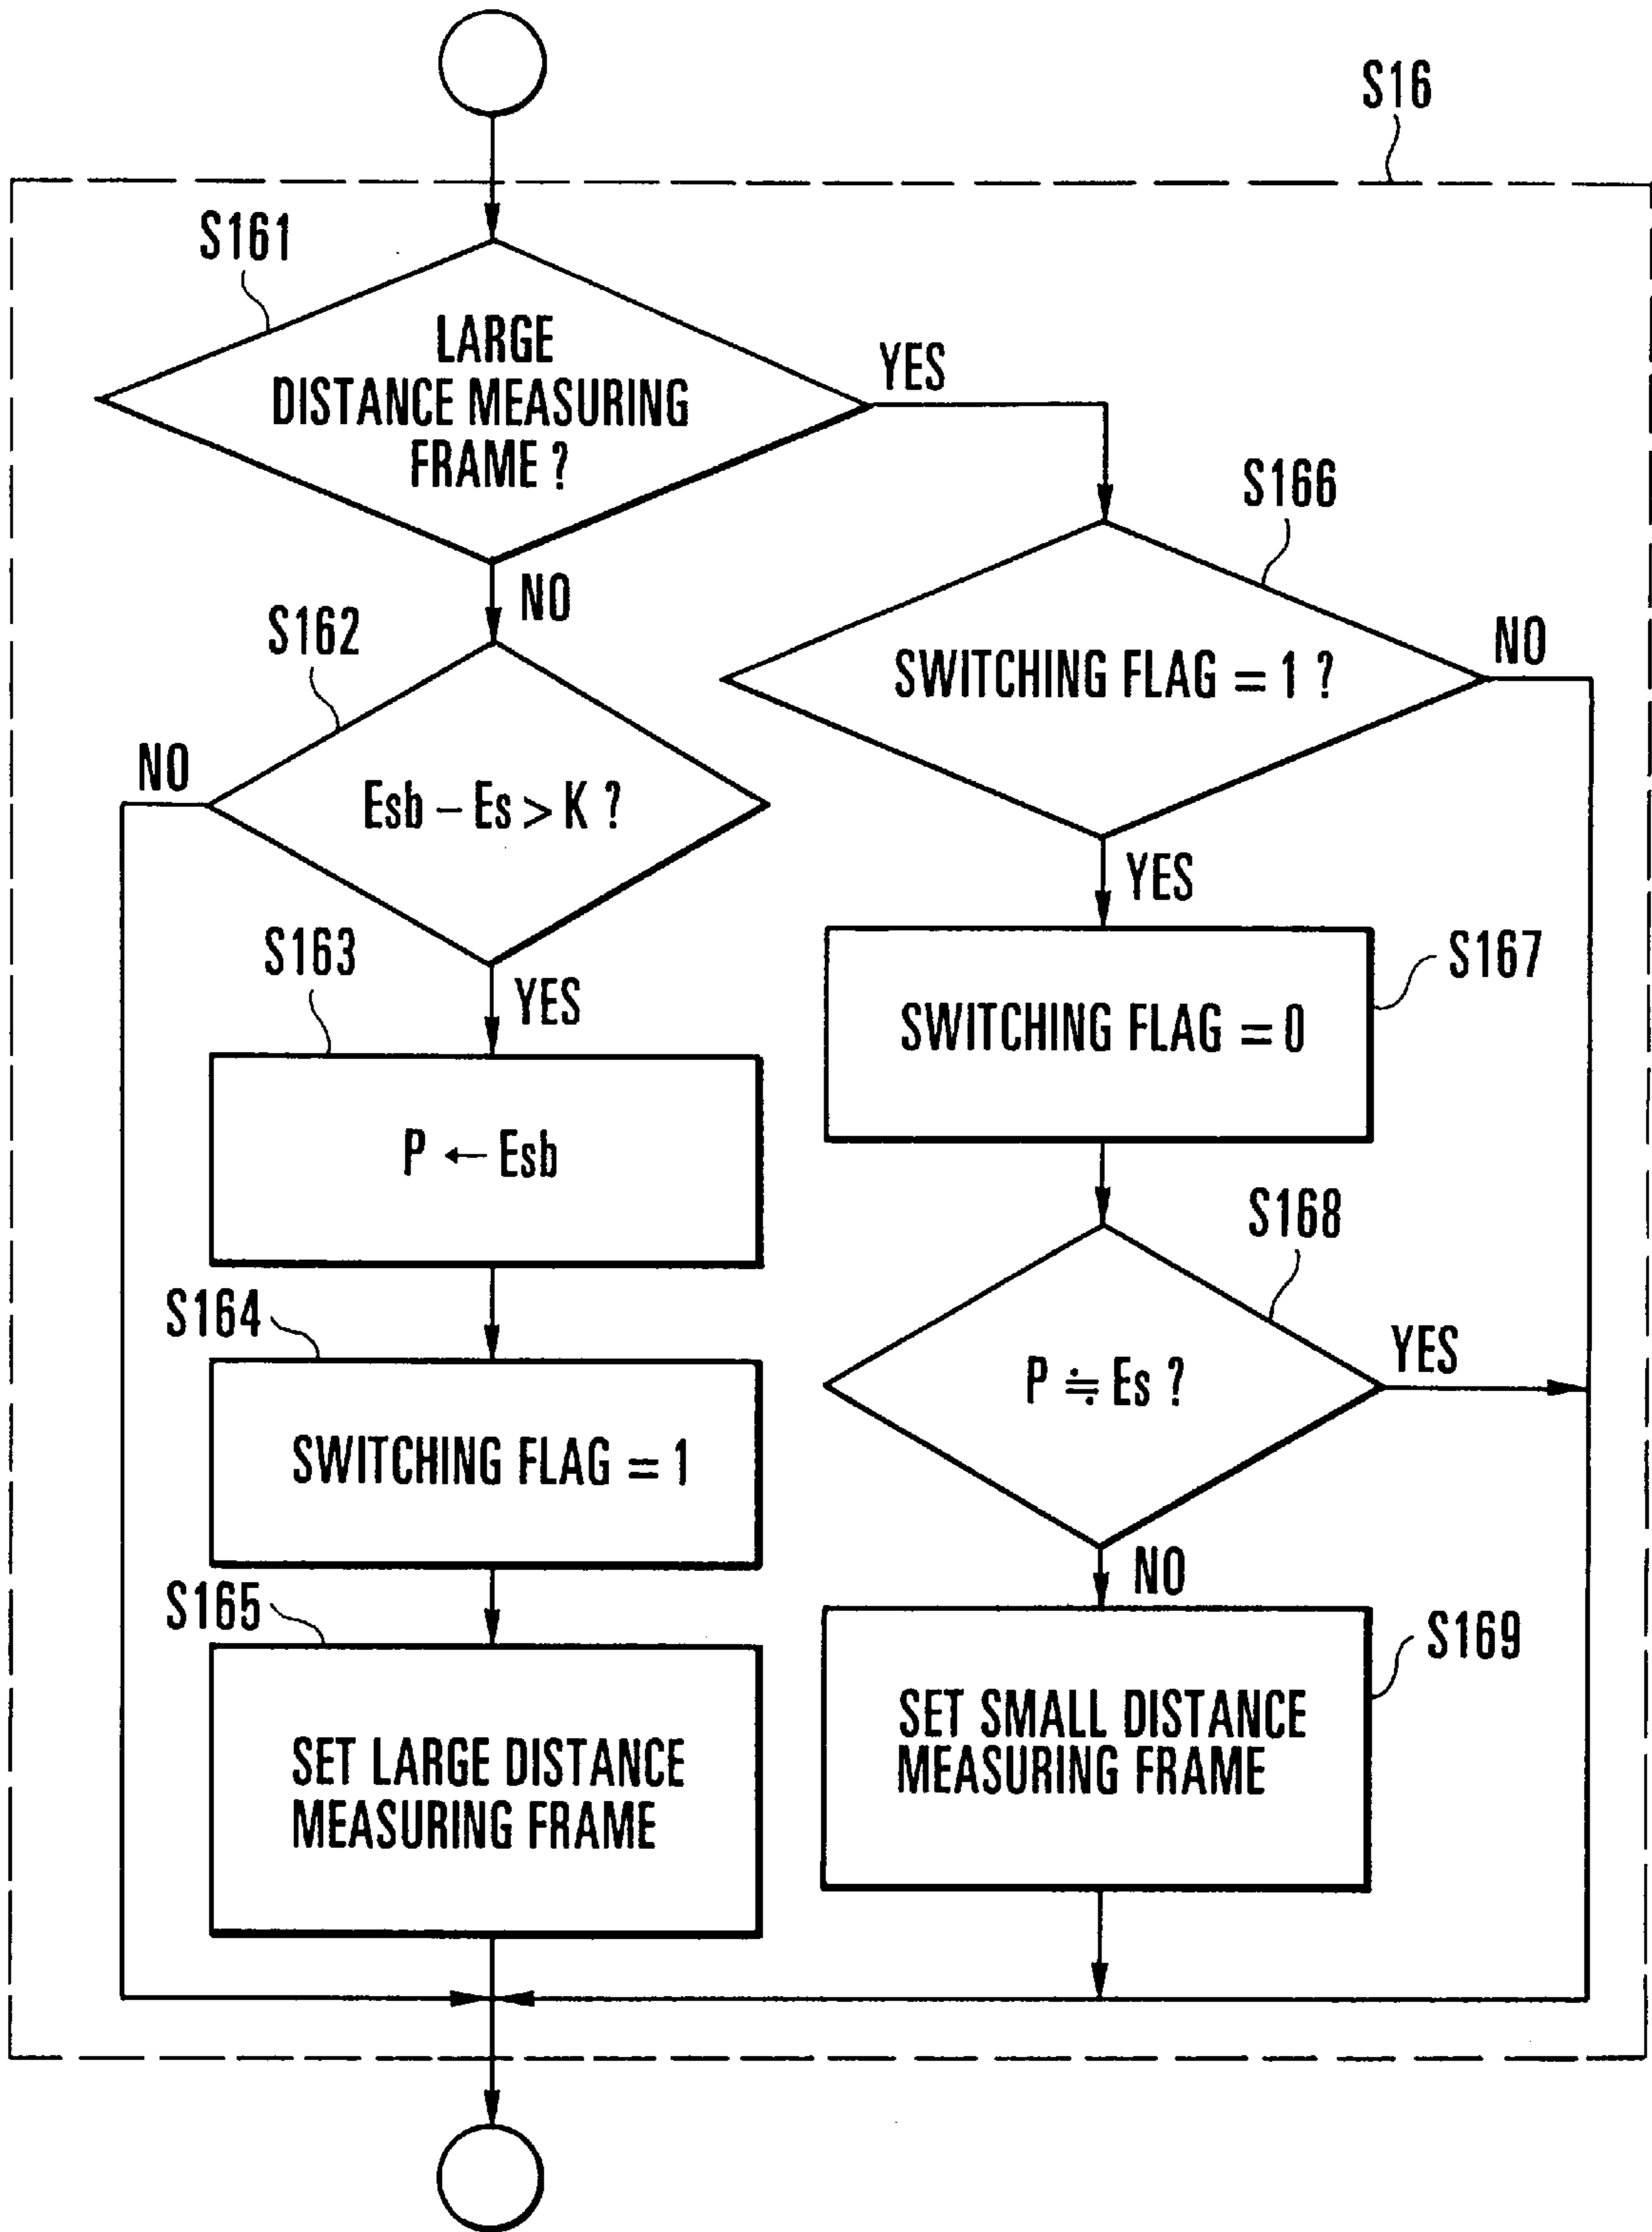 S16
S161
LARGE
DISTANCE MEASURING
FRAME ?
YES
NO
S162
Esb – Es > K ?
NO
YES
S163
P ← Esb
S164
SWITCHING FLAG = 1
S165
SET LARGE DISTANCE
MEASURING FRAME
S166
SWITCHING FLAG = 1 ?
NO
YES
S167
SWITCHING FLAG = 0
S168
P ≒ Es ?
YES
NO
S169
SET SMALL DISTANCE
MEASURING FRAME